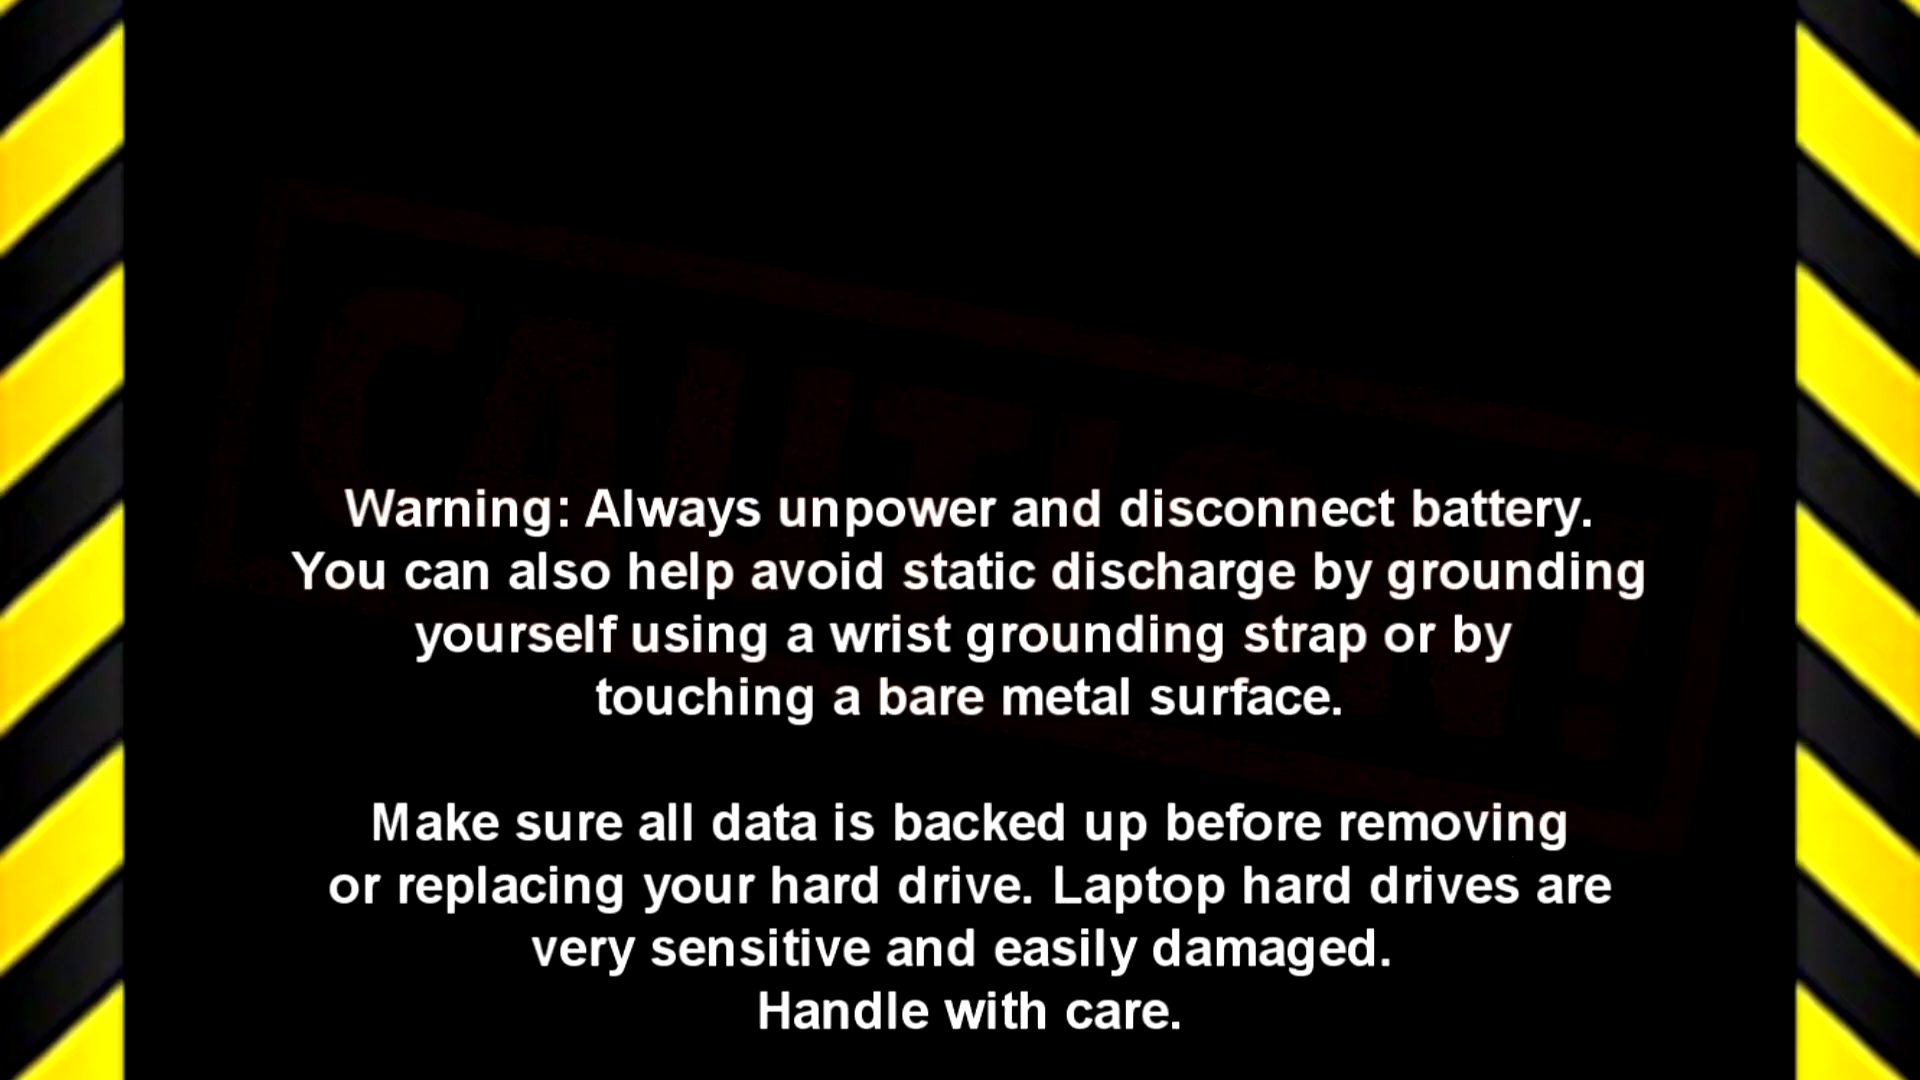 CAUTION!
Warning: Always unpower and disconnect battery.
You can also help avoid static discharge by grounding
yourself using a wrist grounding strap or by
touching a bare metal surface.
Make sure all data is backed up before removing
or replacing your hard drive. Laptop hard drives are
very sensitive and easily damaged.
Handle with care.